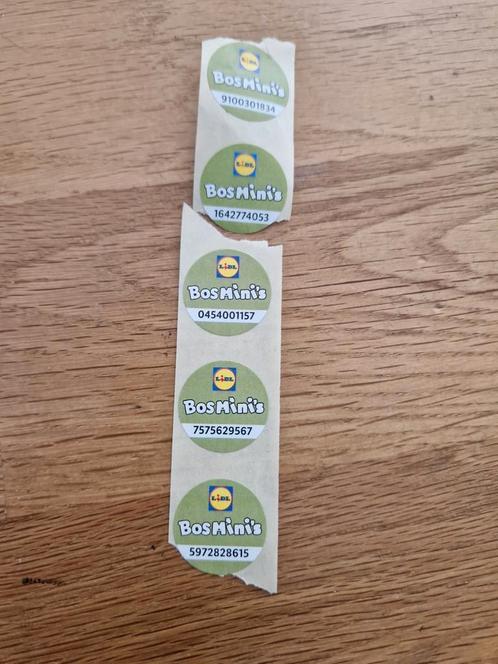 LIDL
BosMini's
9100301834
LIDL
BosMini's
1642774053
LIDL
BosMini's
0454001157
LIDL
BosMini's
7575629567
LIDL
BosMini's
5972828615